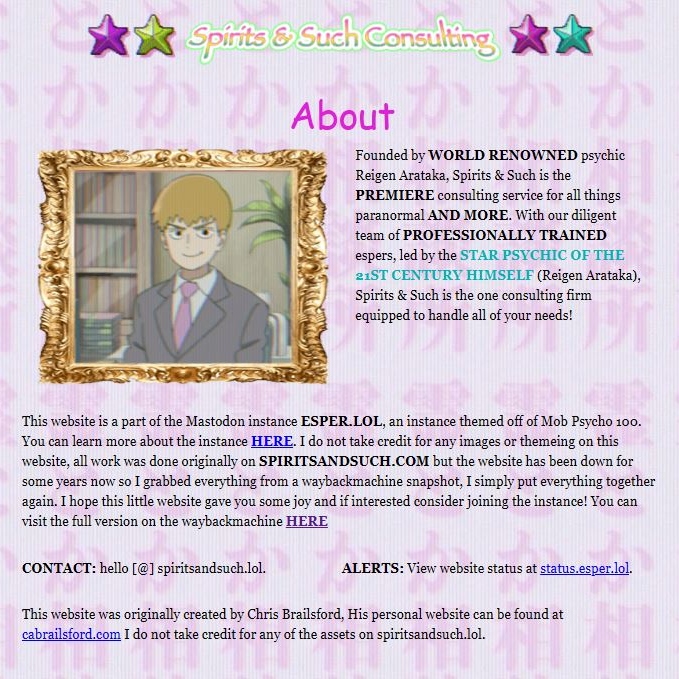 Spirits & Such Consulting
About
Founded by WORLD RENOWNED psychic
Reigen Arataka, Spirits & Such is the
PREMIERE consulting service for all things
paranormal AND MORE. With our diligent
team of PROFESSIONALLY TRAINED
espers, led by the STAR PSYCHIC OF THE
21ST CENTURY HIMSELF (Reigen Arataka),
Spirits & Such is the one consulting firm
equipped to handle all of your needs!
This website is a part of the Mastodon instance ESPER.LOL, an instance themed off of Mob Psycho 100.
You can learn more about the instance HERE. I do not take credit for any images or themeing on this
website, all work was done originally on SPIRITSANDSUCH.COM but the website has been down for
some years now so I grabbed everything from a waybackmachine snapshot, I simply put everything together
again. I hope this little website gave you some joy and if interested consider joining the instance! You can
visit the full version on the waybackmachine HERE
CONTACT: hello [@] spiritsandsuch.lol.
ALERTS: View website status at status.esper.lol.
This website was originally created by Chris Brailsford, His personal website can be found at
cabrailsford.com I do not take credit for any of the assets on spiritsandsuch.lol.